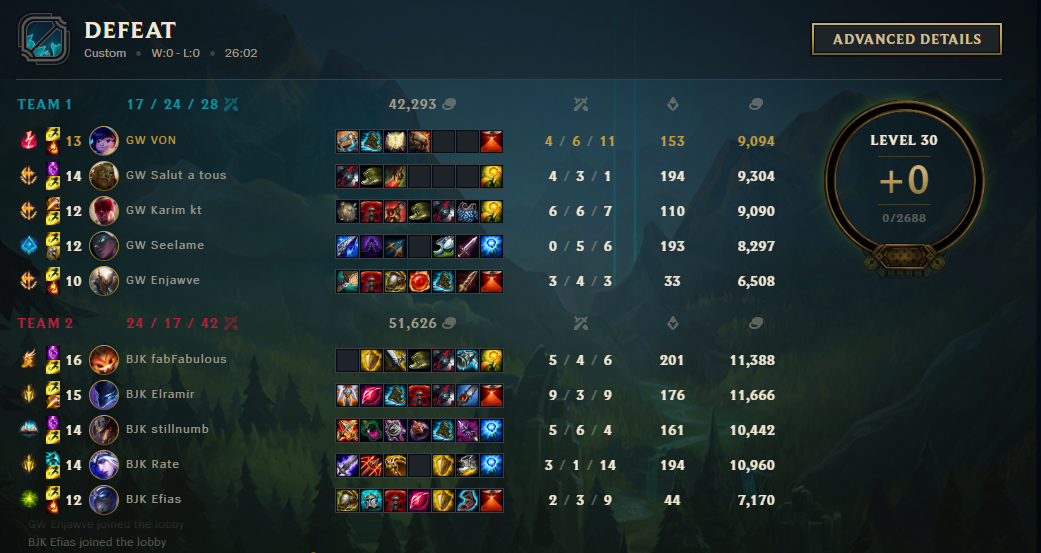 DEFEAT
Custom • W:0 - L:0 • 26:02
ADVANCED DETAILS
TEAM 1 17 / 24 / 28 42,293
13 GW VON 4 / 6 / 11 153 9,094
14 GW Salut a tous 4 / 3 / 1 194 9,304
12 GW Karim kt 6 / 6 / 7 110 9,090
12 GW Seelame 0 / 5 / 6 193 8,297
10 GW Enjawve 3 / 4 / 3 33 6,508
LEVEL 30
+0
0/2688
TEAM 2 24 / 17 / 42 51,626
16 BJK fabFabulous 5 / 4 / 6 201 11,388
15 BJK Elramir 9 / 3 / 9 176 11,666
14 BJK stillnumb 5 / 6 / 4 161 10,442
14 BJK Rate 3 / 1 / 14 194 10,960
12 BJK Efias 2 / 3 / 9 44 7,170
GW Enjawve joined the lobby
BJK Efias joined the lobby